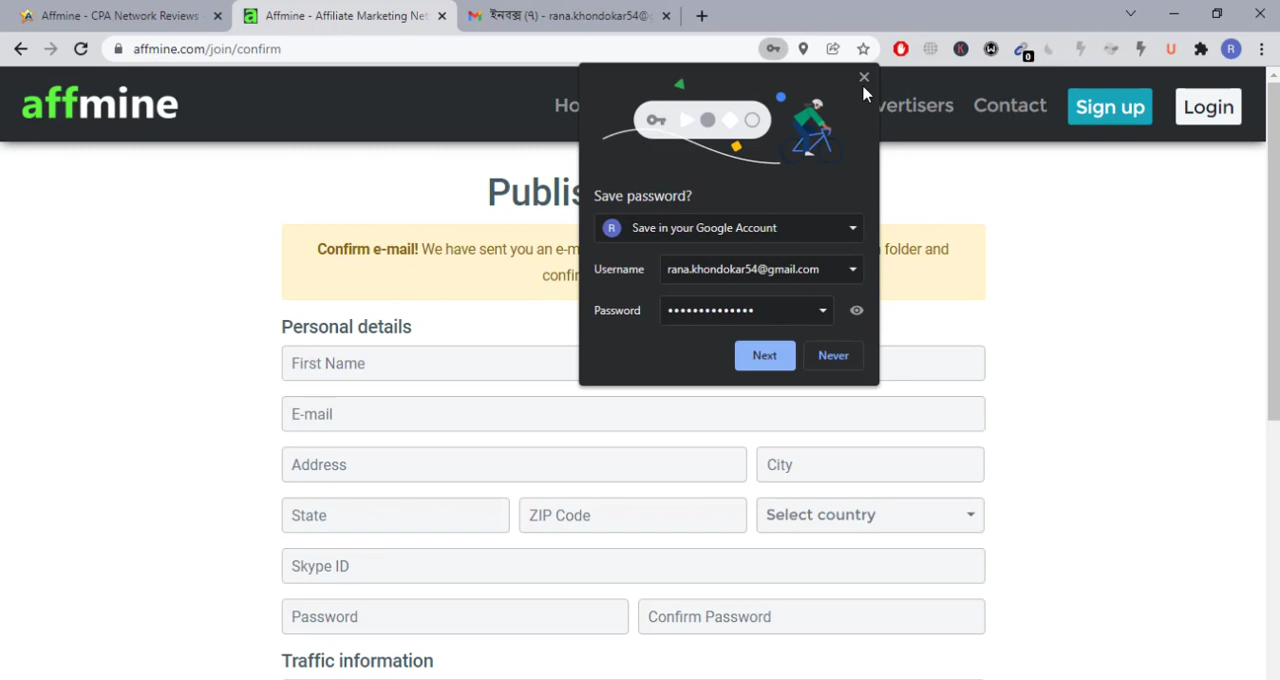 Affmine - CPA Network Reviews
Affmine - Affiliate Marketing Net
ইনবক্স (৭) - rana.khondokar54@
affmine.com/join/confirm
0
R
affmine
Ho
vertisers
Contact
Sign up
Login
Publis
Confirm e-mail! We have sent you an e-m
folder and
confi
Save password?
R Save in your Google Account
Username rana.khondokar54@gmail.com
Password ••••••••••••••
Next Never
Personal details
First Name
E-mail
Address City
State ZIP Code Select country
Skype ID
Password Confirm Password
Traffic information